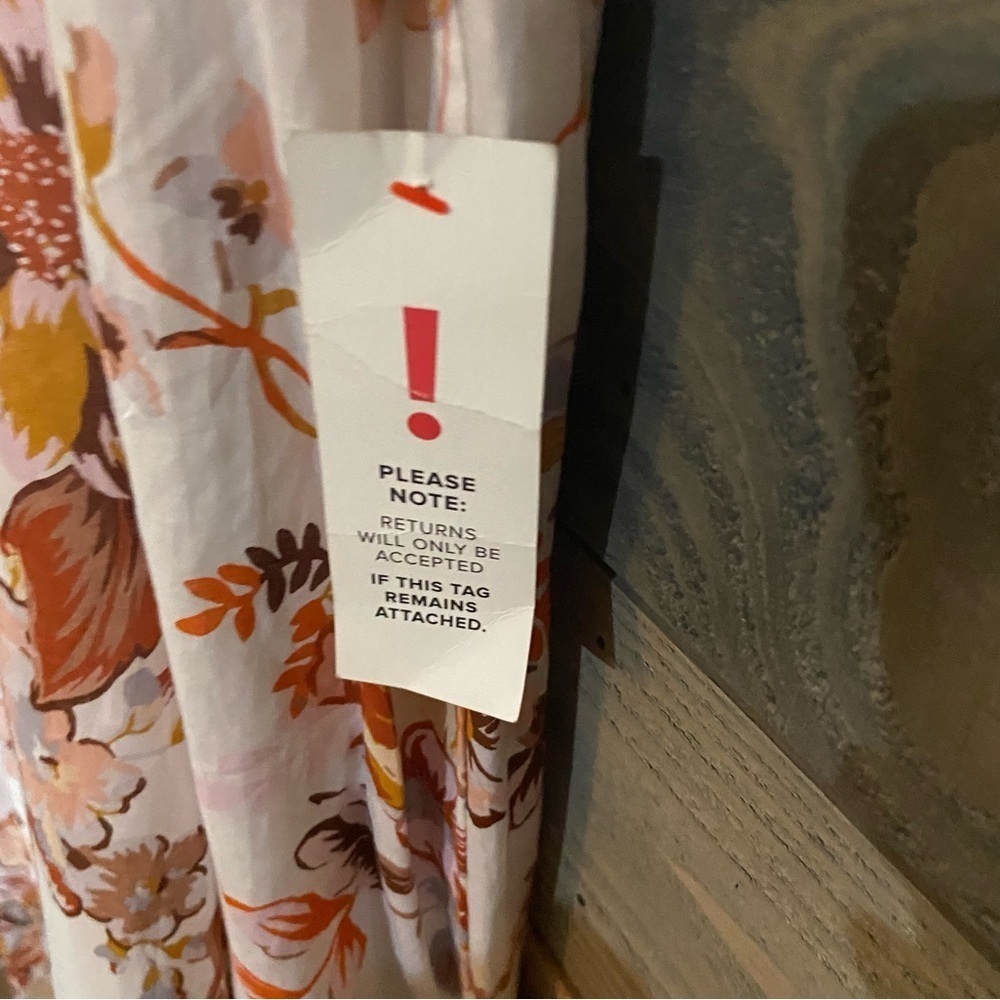 !
PLEASE
NOTE:
RETURNS
WILL ONLY BE
ACCEPTED
IF THIS TAG
REMAINS
ATTACHED.